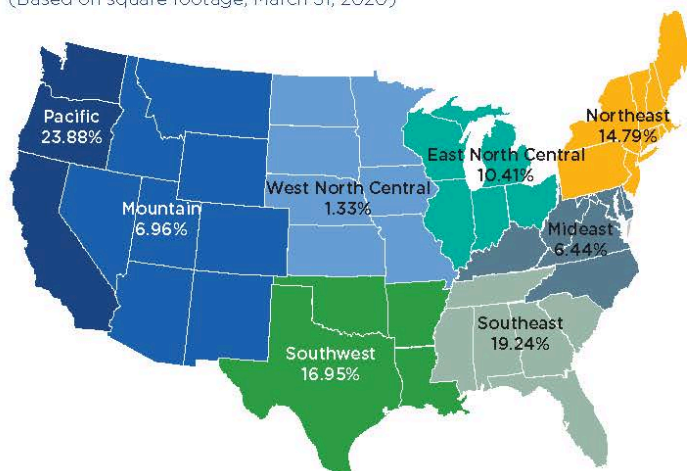 (Based on square footage, March 31, 2020)
Pacific
23.88%
Mountain
6.96%
West North Central
1.33%
East North Central
10.41%
Northeast
14.79%
Mideast
6.44%
Southwest
16.95%
Southeast
19.24%